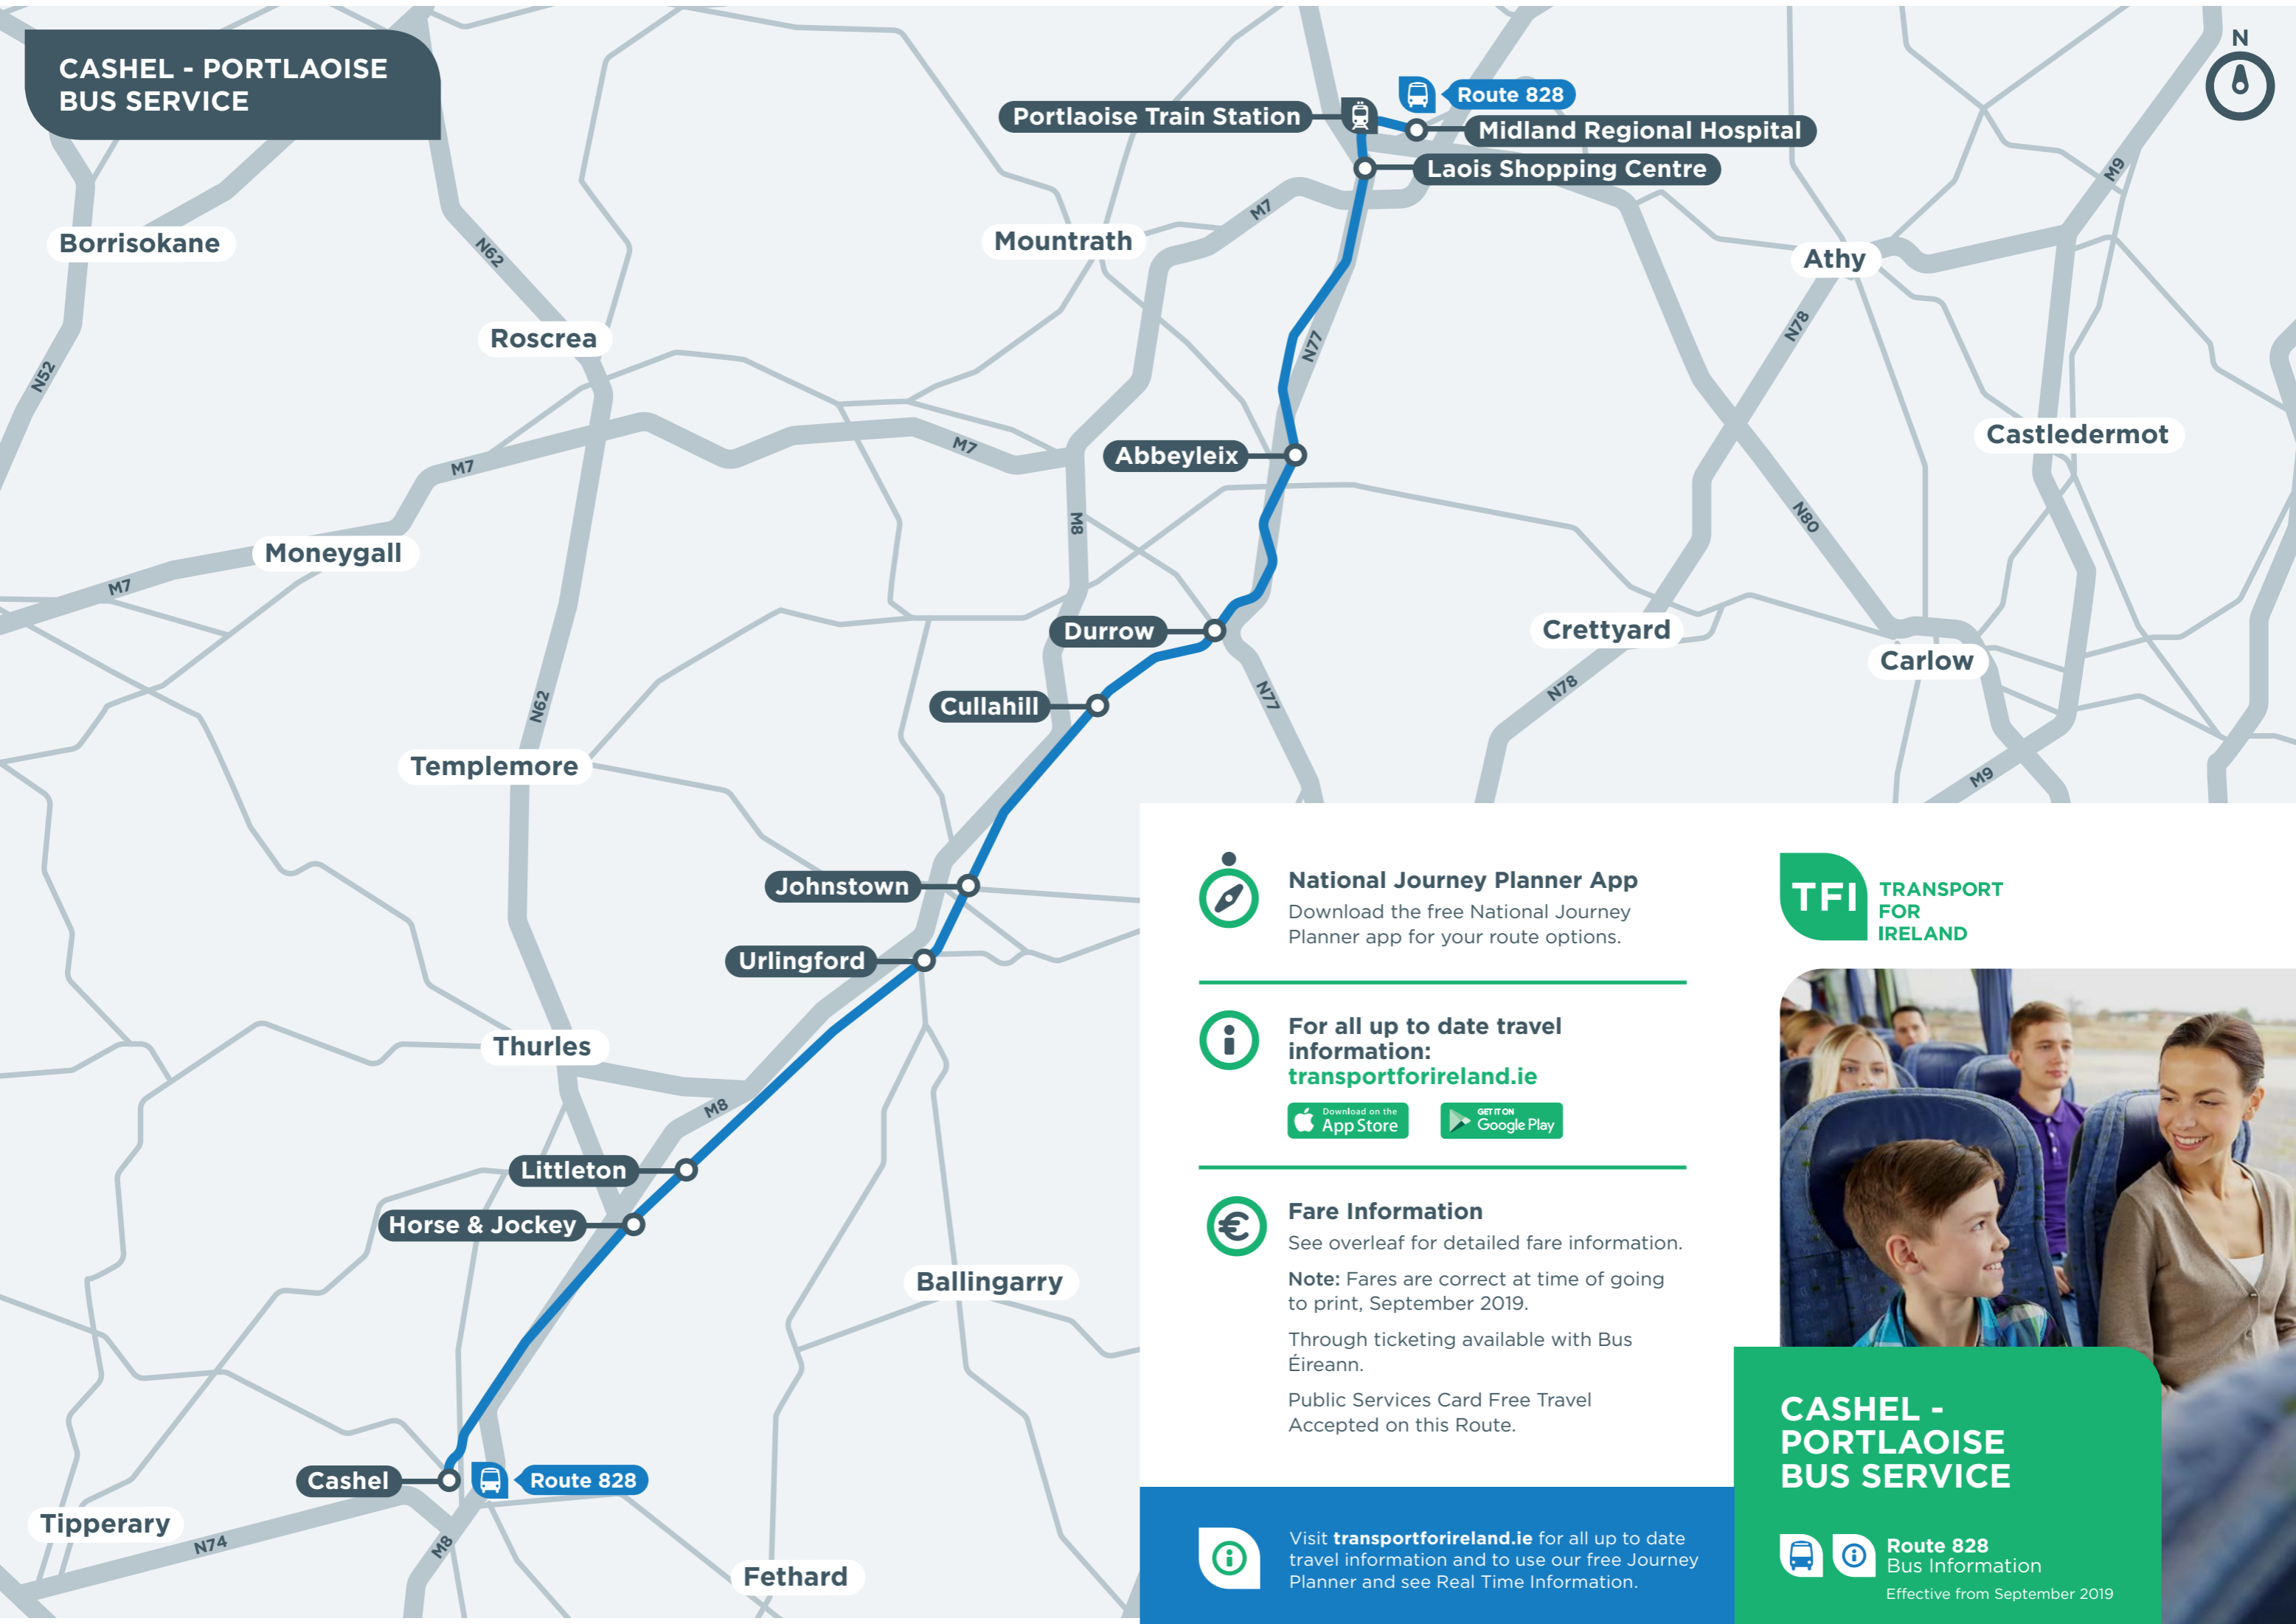 CASHEL - PORTLAOISE
BUS SERVICE
N
Route 828
Portlaoise Train Station
Midland Regional Hospital
Laois Shopping Centre
M9
M7
Borrisokane
Mountrath
N62
Athy
Roscrea
N78
N77
N52
Castledermot
M7
M7
Abbeyleix
N80
M8
Moneygall
M7
Durrow
Crettyard
Carlow
N78
N77
N62
Cullahill
Templemore
M9
Johnstown
Urlingford
Thurles
M8
Littleton
Horse & Jockey
Ballingarry
Cashel
Route 828
Tipperary
N74
M8
Fethard
National Journey Planner App
Download the free National Journey
Planner app for your route options.
For all up to date travel
information:
transportforireland.ie
Download on the
App Store
GET IT ON
Google Play
Fare Information
See overleaf for detailed fare information.
Note: Fares are correct at time of going
to print, September 2019.
Through ticketing available with Bus
Éireann.
Public Services Card Free Travel
Accepted on this Route.
Visit transportforireland.ie for all up to date
travel information and to use our free Journey
Planner and see Real Time Information.
TFI
TRANSPORT
FOR
IRELAND
CASHEL -
PORTLAOISE
BUS SERVICE
Route 828
Bus Information
Effective from September 2019